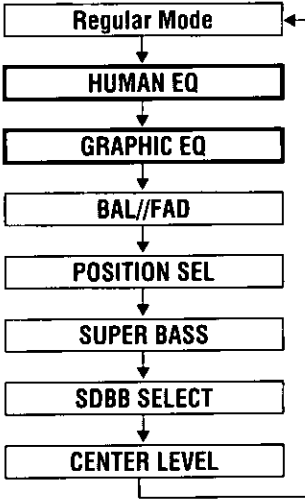 Regular Mode
HUMAN EQ
GRAPHIC EQ
BAL//FAD
POSITION SEL
SUPER BASS
SDBB SELECT
CENTER LEVEL